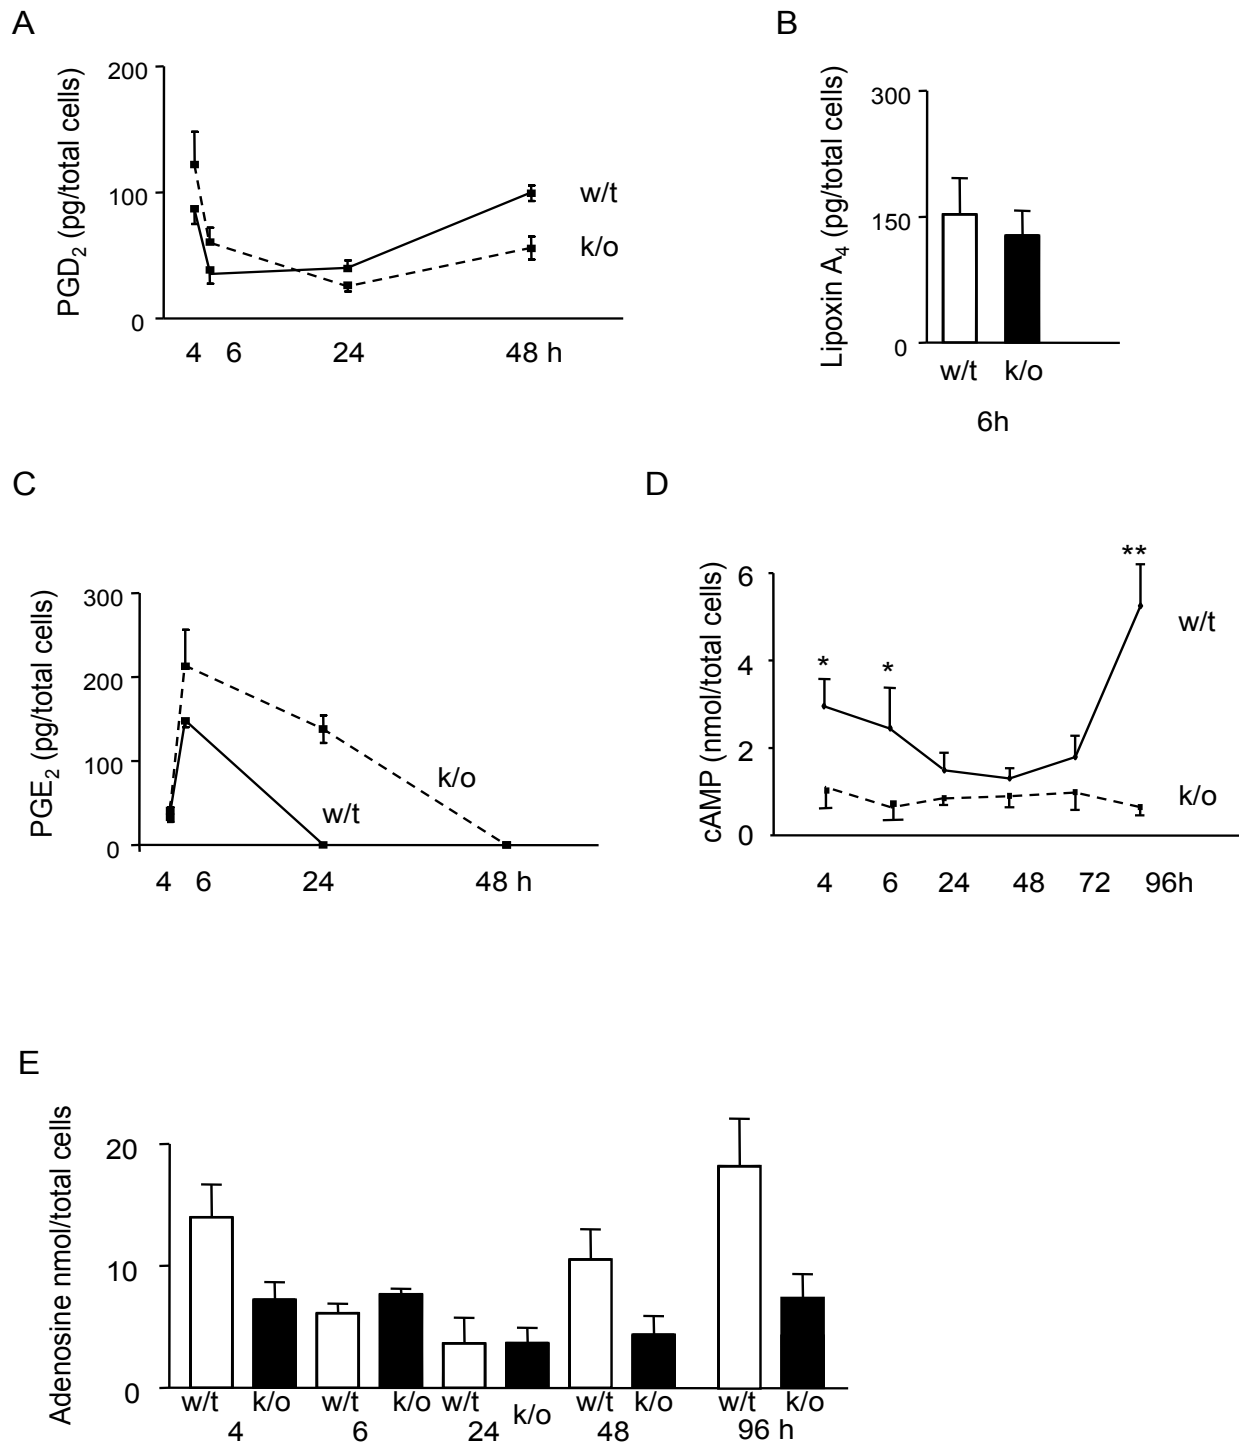 A
PGD2 (pg/total cells)
200
100
0
w/t
k/o
4 6 24 48 h
B
Lipoxin A4 (pg/total cells)
300
150
0
w/t k/o
6h
C
PGE2 (pg/total cells)
300
200
100
0
k/o
w/t
4 6 24 48 h
D
cAMP (nmol/total cells)
6
4
2
0
* * **
w/t
k/o
4 6 24 48 72 96h
E
Adenosine nmol/total cells
20
10
0
w/t k/o w/t k/o w/t k/o w/t k/o w/t k/o
4 6 24 48 96 h